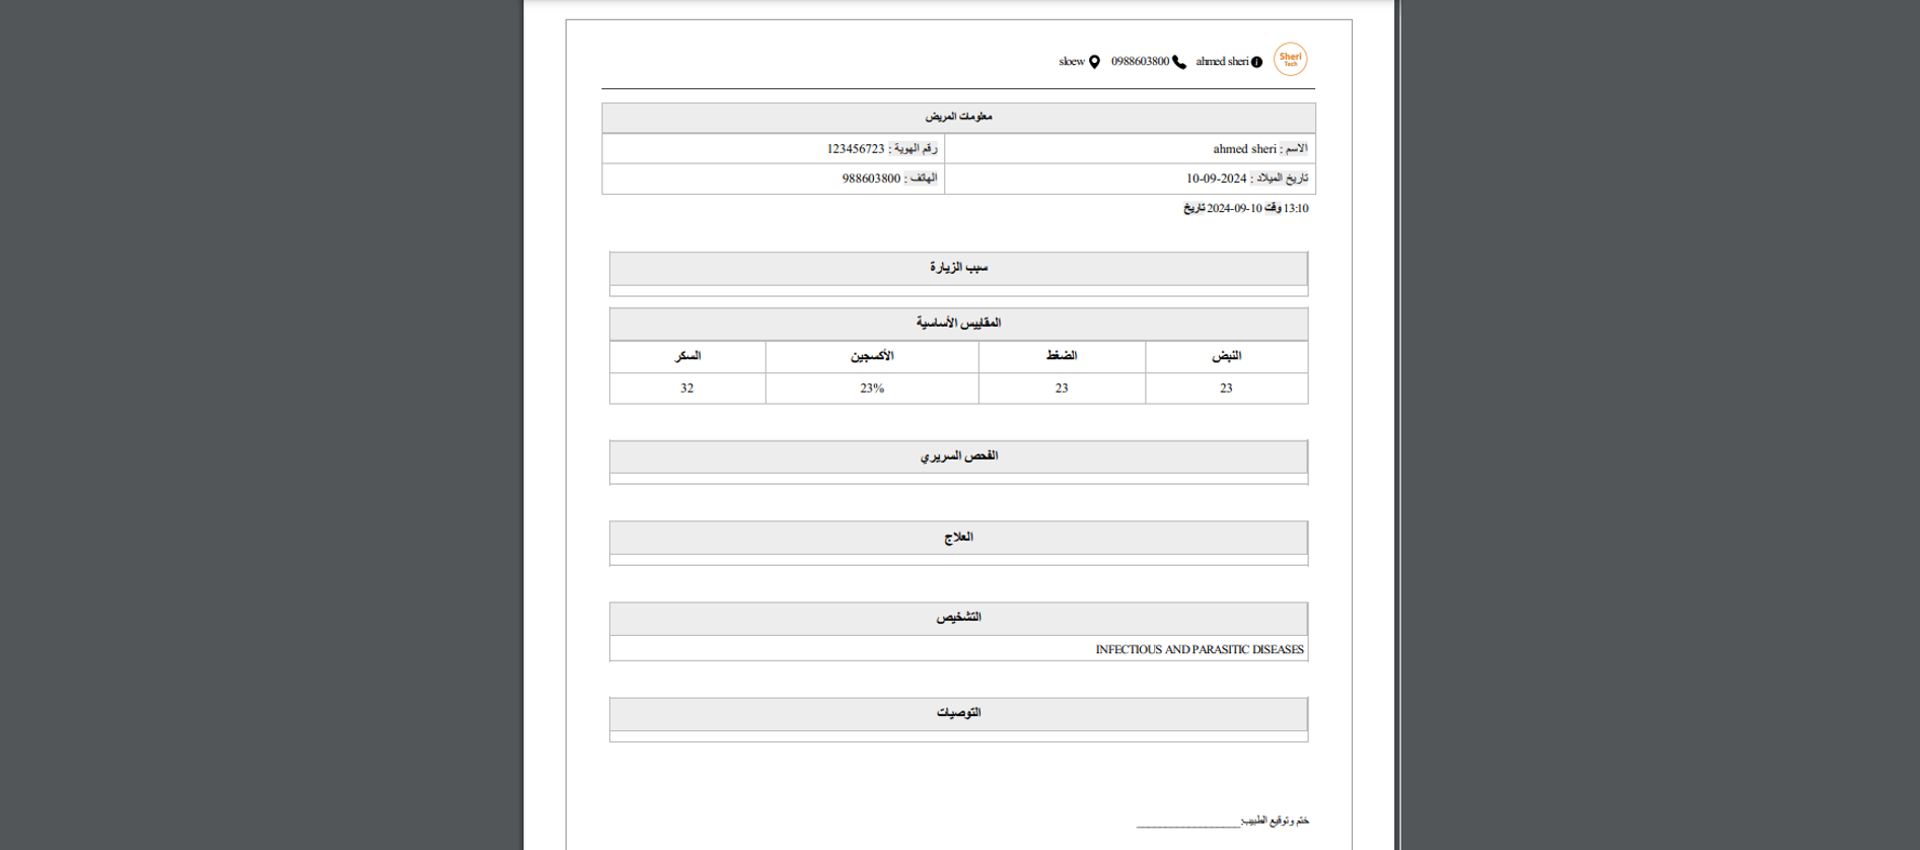 Sheri
Tech
ahmed sheri 0988603800 sloew
معلومات المريض
الاسم : ahmed sheri رقم الهوية : 123456723
تاريخ الميلاد : 10-09-2024 الهاتف : 988603800
13:10 وقت 2024-09-10 تاريخ
سبب الزيارة
المقاييس الأساسية
النبض الضغط الأكسجين السكر
23 23 23% 32
الفحص السريري
العلاج
التشخيص
INFECTIOUS AND PARASITIC DISEASES
التوصيات
ختم وتوقيع الطبيب:__________________